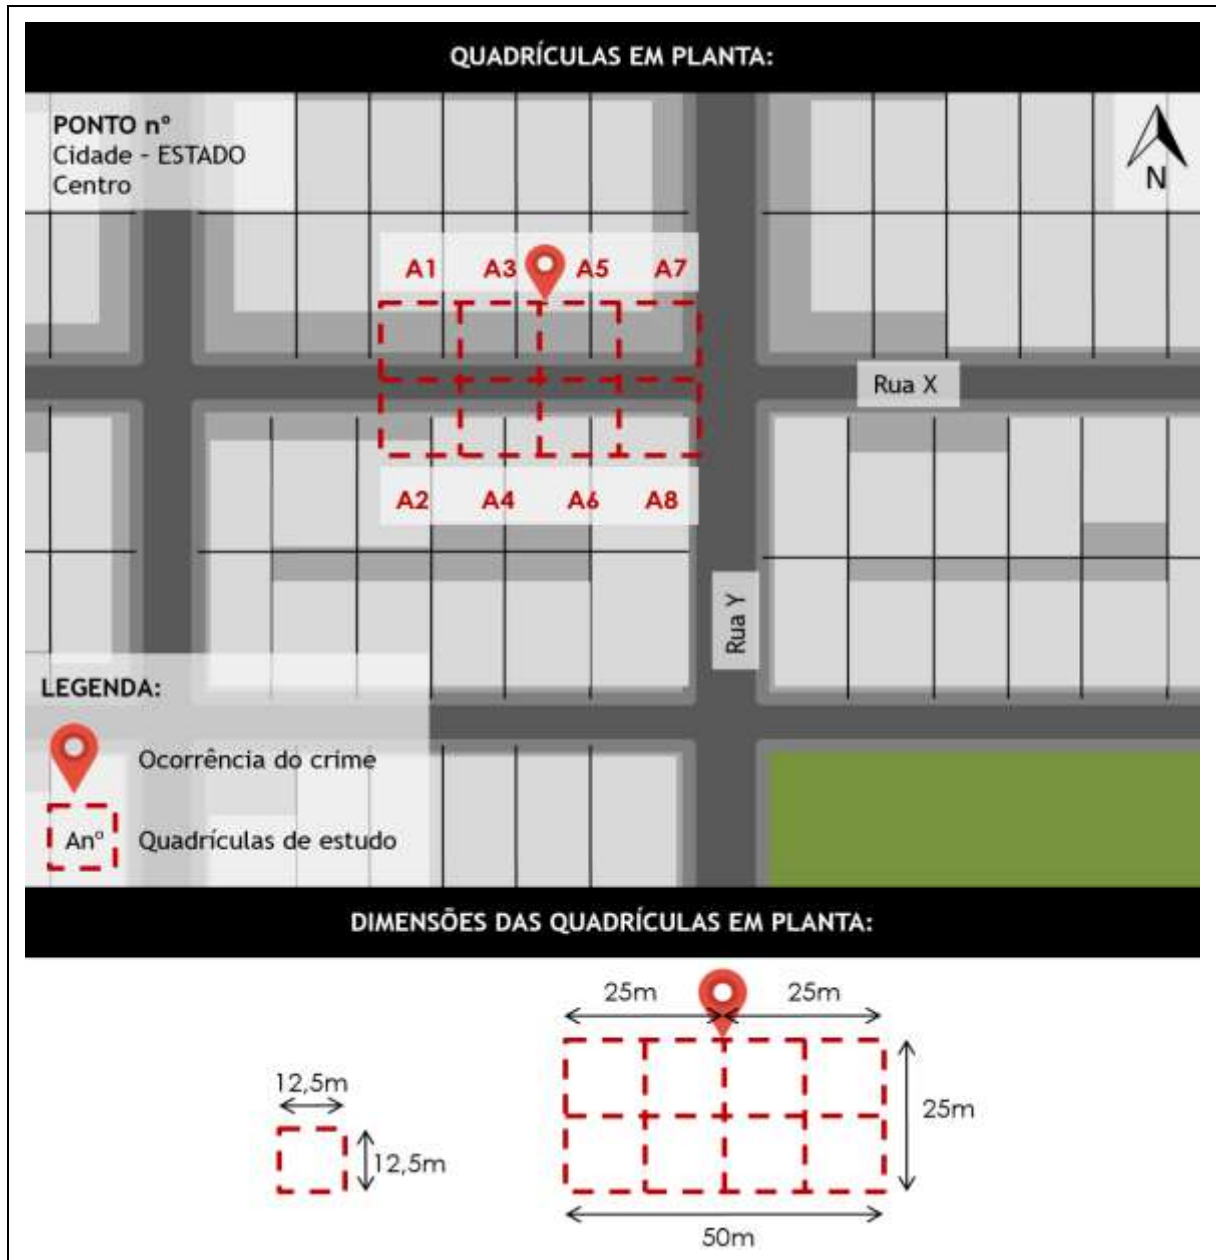 QUADRÍCULAS EM PLANTA:
PONTO nº
Cidade - ESTADO
Centro
N
A1 A3 A5 A7
Rua X
A2 A4 A6 A8
Rua Y
LEGENDA:
Ocorrência do crime
Anº Quadrículas de estudo
DIMENSÕES DAS QUADRÍCULAS EM PLANTA:
25m 25m
12,5m
25m
12,5m
50m